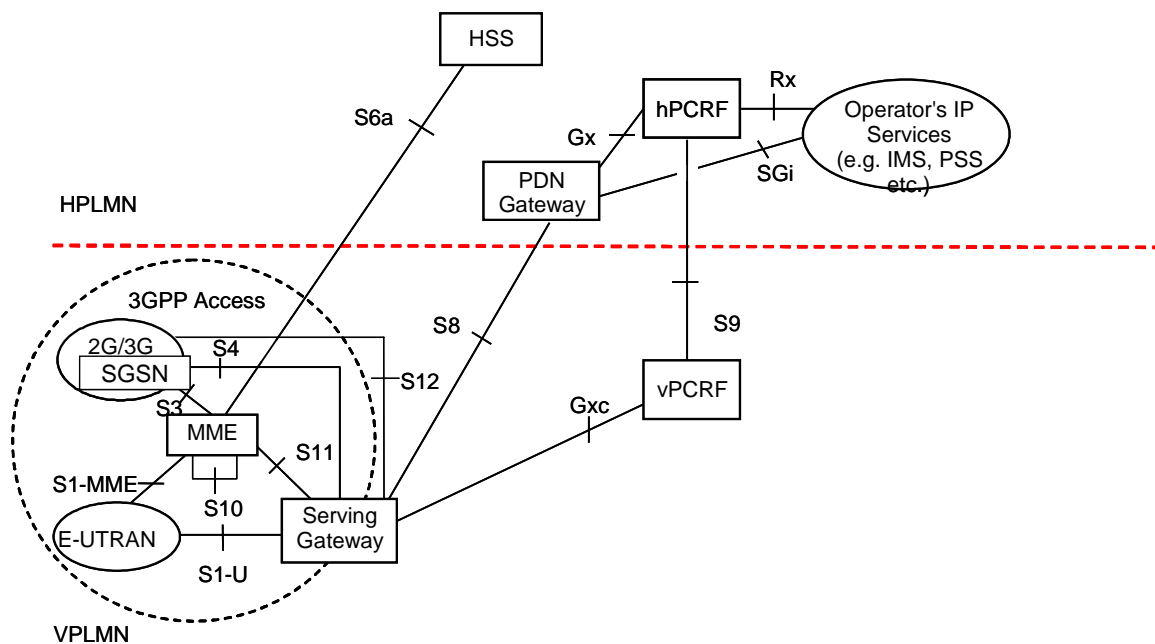 HSS
Rx
hPCRF
Operator's IP
Services
(e.g. IMS, PSS
etc.)
S6a
Gx
SGi
PDN
Gateway
HPLMN
3GPP Access
2G/3G
SGSN
S4
S8
S9
S12
vPCRF
S3
Gxc
MME
S11
S1-MME
S10
Serving
Gateway
E-UTRAN
S1-U
VPLMN